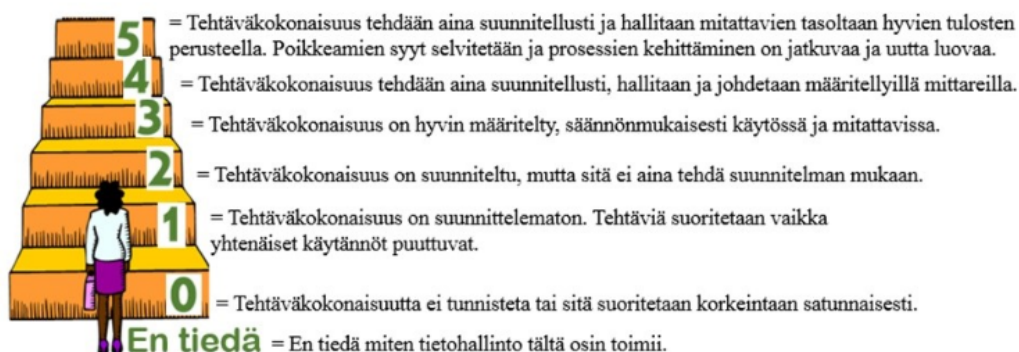 5 = Tehtäväkokonaisuus tehdään aina suunnitellusti ja hallitaan mitattavien tasoltaan hyvien tulosten
perusteella. Poikkeamien syyt selvitetään ja prosessien kehittäminen on jatkuvaa ja uutta luovaa.
4 = Tehtäväkokonaisuus tehdään aina suunnitellusti, hallitaan ja johdetaan määritellyillä mittareilla.
3 = Tehtäväkokonaisuus on hyvin määritelty, säännönmukaisesti käytössä ja mitattavissa.
2 = Tehtäväkokonaisuus on suunniteltu, mutta sitä ei aina tehdä suunnitelman mukaan.
1 = Tehtäväkokonaisuus on suunnittelematon. Tehtäviä suoritetaan vaikka
yhtenäiset käytännöt puuttuvat.
0 = Tehtäväkokonaisuutta ei tunnisteta tai sitä suoritetaan korkeintaan satunnaisesti.
En tiedä = En tiedä miten tietohallinto tältä osin toimii.